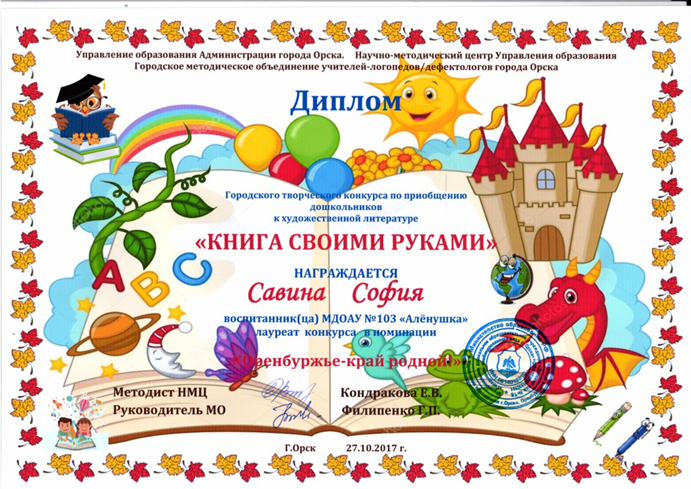 Управление образования Администрации города Орска. Научно-методический центр Управления образования
Городское методическое объединение учителей-логопедов/дефектологов города Орска
Диплом
Городского творческого конкурса по приобщению
дошкольников
к художественной литературе
«КНИГА СВОИМИ РУКАМИ»
НАГРАЖДАЕТСЯ
Савина София
воспитанник(ца) МДОАУ №103 «Алёнушка»
лауреат конкурса в номинации
«Оренбуржье-край родной!»
A B C
Методист НМЦ Кондракова Е.В.
Руководитель МО Филипенко Г.П.
Г.Орск 27.10.2017 г.